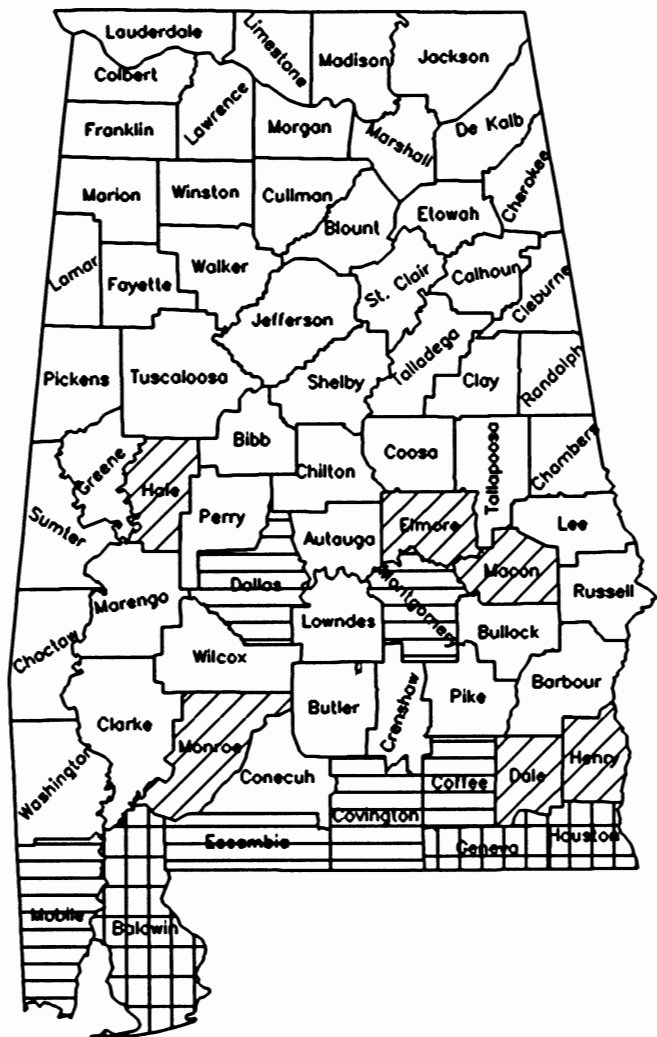 Lauderdale
Limestone
Madison
Jackson
Colbert
Lawrence
Franklin
Morgan
Marshall
De Kalb
Cherokee
Marion
Winston
Cullman
Blount
Etowah
Lamar
Fayette
Walker
Jefferson
St. Clair
Calhoun
Cleburne
Pickens
Tuscaloosa
Shelby
Talladega
Clay
Randolph
Greene
Hale
Bibb
Chilton
Coosa
Tallapoosa
Chambers
Sumter
Perry
Autauga
Elmore
Lee
Marengo
Dallas
Lowndes
Montgomery
Macon
Russell
Choctaw
Wilcox
Bullock
Clarke
Butler
Crenshaw
Pike
Barbour
Washington
Monroe
Conecuh
Covington
Coffee
Dale
Henry
Escambia
Geneva
Houston
Mobile
Baldwin